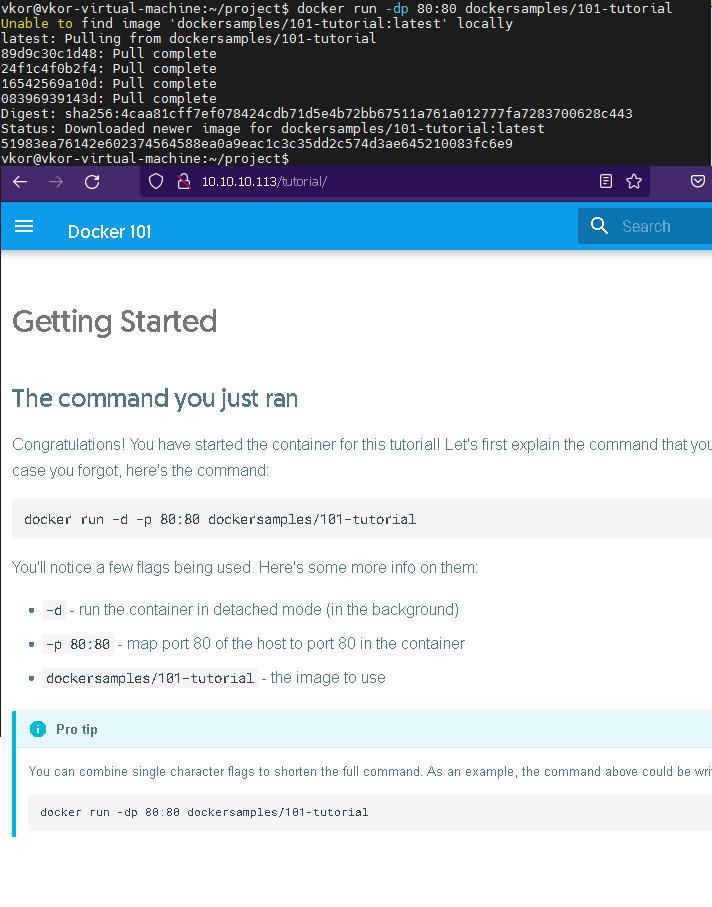 vkor@vkor-virtual-machine:~/project$ docker run -dp 80:80 dockersamples/101-tutorial
Unable to find image 'dockersamples/101-tutorial:latest' locally
latest: Pulling from dockersamples/101-tutorial
89d9c30c1d48: Pull complete
24f1c4f0b2f4: Pull complete
16542569a10d: Pull complete
08396939143d: Pull complete
Digest: sha256:4caa81cff7ef078424cdb71d5e4b72bb67511a761a012777fa7283700628c443
Status: Downloaded newer image for dockersamples/101-tutorial:latest
51983ea76142e602374564588ea0a9eac1c3c35dd2c574d3ae645210083fc6e9
vkor@vkor-virtual-machine:~/project$
10.10.10.113/tutorial/
Docker 101
Search
Getting Started
The command you just ran
Congratulations! You have started the container for this tutorial! Let's first explain the command that you
case you forgot, here's the command:
docker run -d -p 80:80 dockersamples/101-tutorial
You'll notice a few flags being used. Here's some more info on them:
• -d - run the container in detached mode (in the background)
• -p 80:80 - map port 80 of the host to port 80 in the container
• dockersamples/101-tutorial - the image to use
Pro tip
You can combine single character flags to shorten the full command. As an example, the command above could be wri
docker run -dp 80:80 dockersamples/101-tutorial